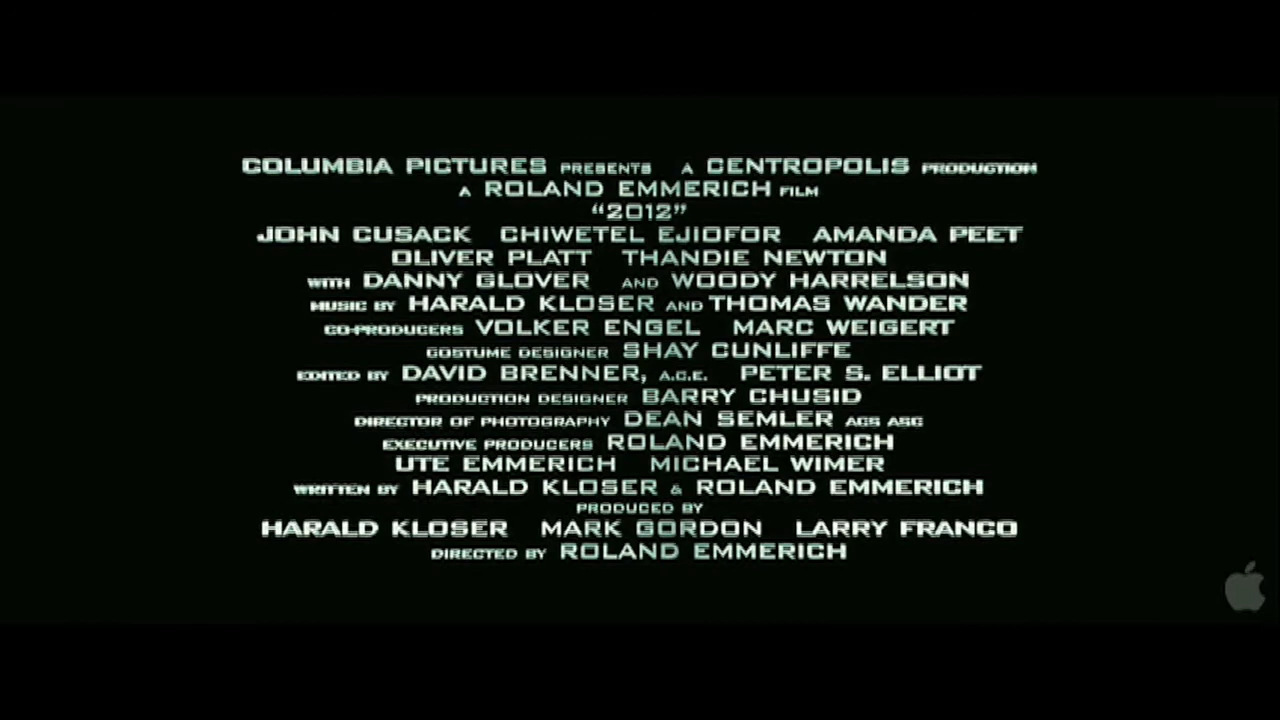 COLUMBIA PICTURES PRESENTS A CENTROPOLIS PRODUCTION
A ROLAND EMMERICH FILM
“2012”
JOHN CUSACK CHIWETEL EJIOFOR AMANDA PEET
OLIVER PLATT THANDIE NEWTON
WITH DANNY GLOVER AND WOODY HARRELSON
MUSIC BY HARALD KLOSER AND THOMAS WANDER
CO-PRODUCERS VOLKER ENGEL MARC WEIGERT
COSTUME DESIGNER SHAY CUNLIFFE
EDITED BY DAVID BRENNER, A.C.E. PETER S. ELLIOT
PRODUCTION DESIGNER BARRY CHUSID
DIRECTOR OF PHOTOGRAPHY DEAN SEMLER ACS ASC
EXECUTIVE PRODUCERS ROLAND EMMERICH
UTE EMMERICH MICHAEL WIMER
WRITTEN BY HARALD KLOSER & ROLAND EMMERICH
PRODUCED BY
HARALD KLOSER MARK GORDON LARRY FRANCO
DIRECTED BY ROLAND EMMERICH